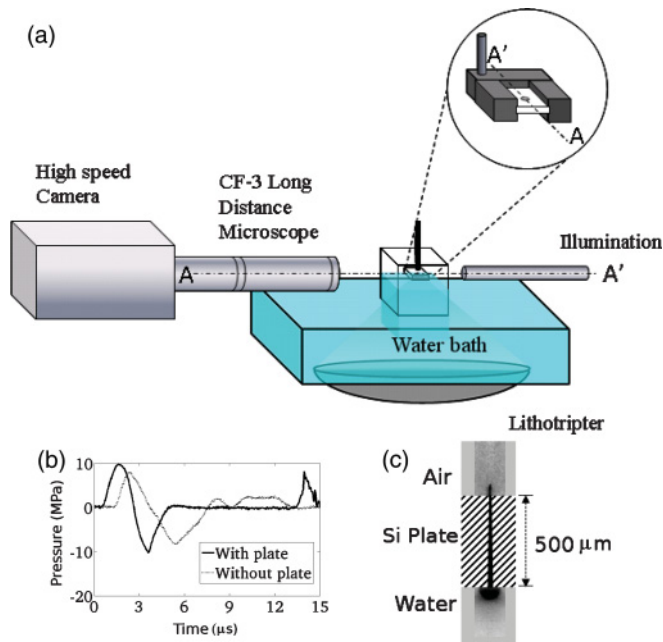 (a)
A'
A
High speed
Camera
CF-3 Long
Distance
Microscope
Illumination
A
A'
Water bath
Lithotripter
(b)
Pressure (MPa)
10
0
-10
-20
With plate
Without plate
0 3 6 9 12 15
Time (μs)
(c)
Air
Si Plate
500 μm
Water